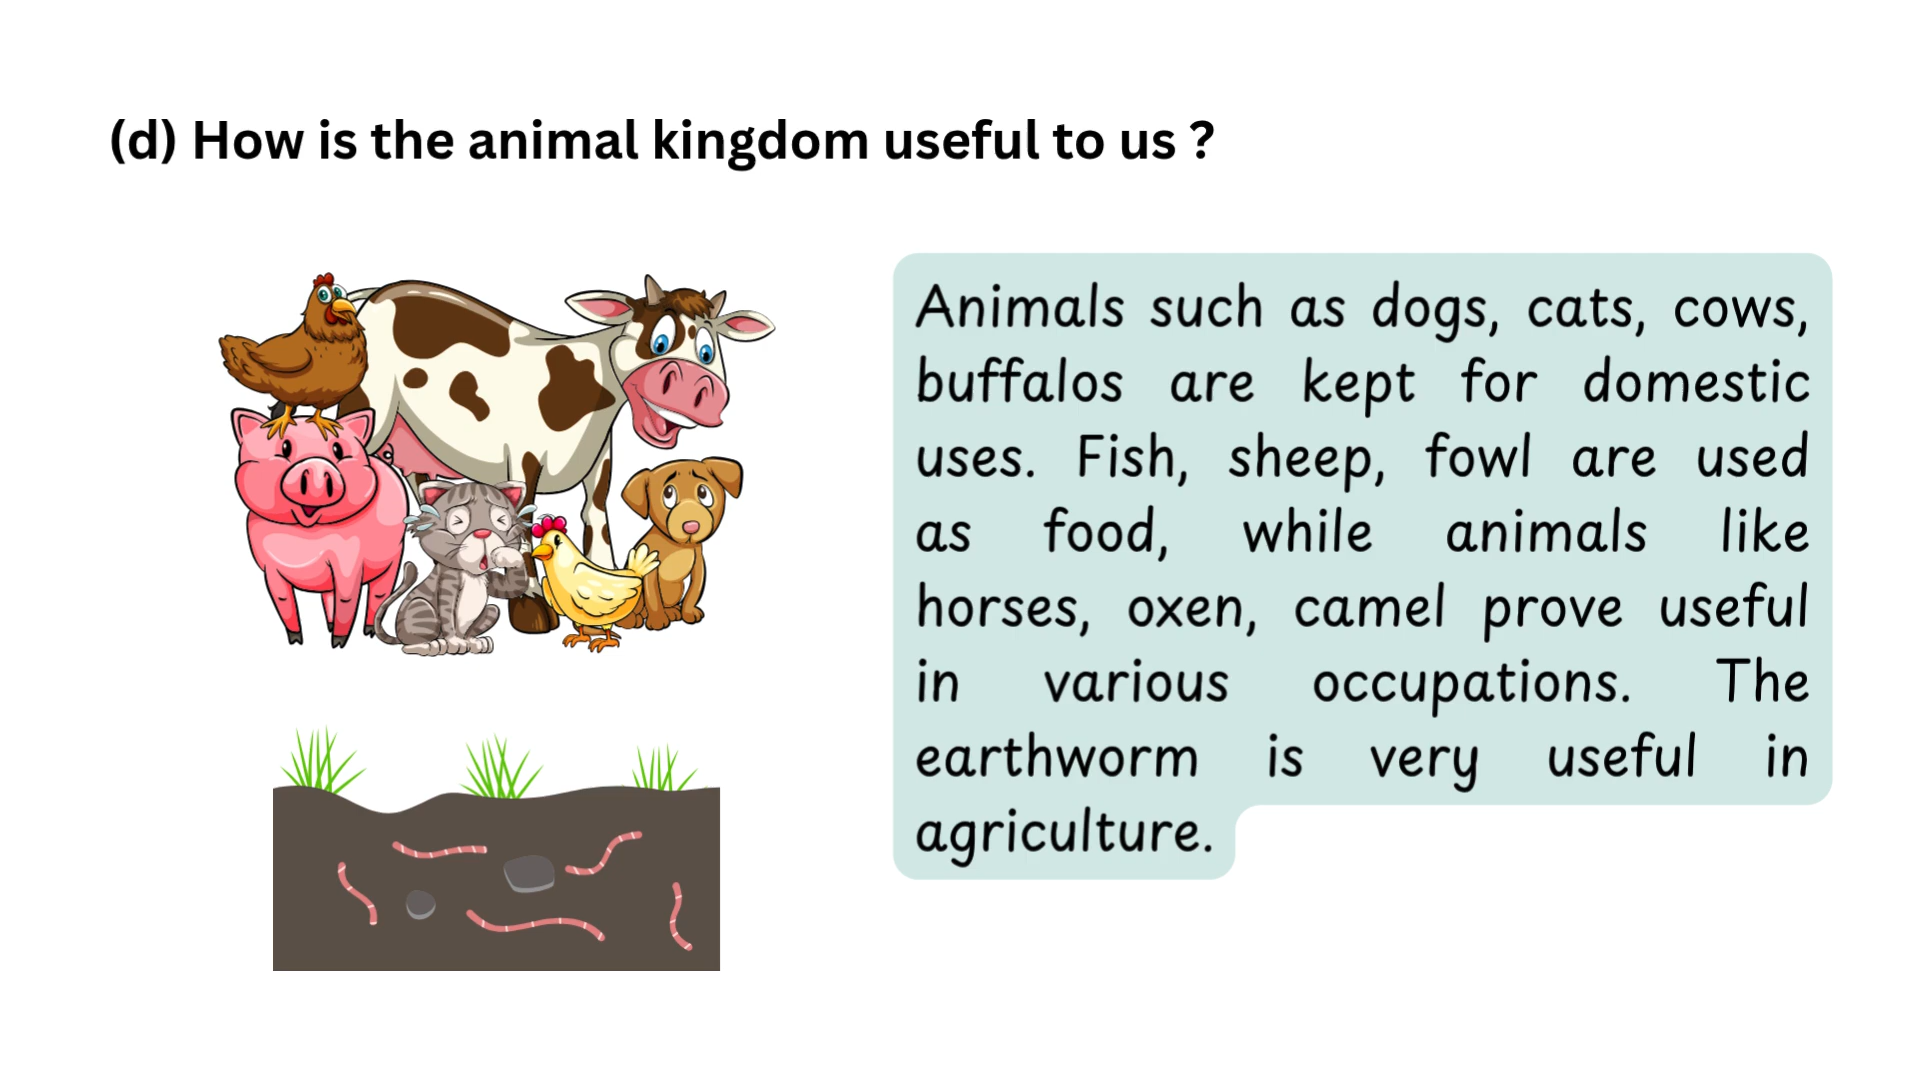 (d) How is the animal kingdom useful to us ?
Animals such as dogs, cats, cows,
buffalos are kept for domestic
uses. Fish, sheep, fowl are used
as food, while animals like
horses, oxen, camel prove useful
in various occupations. The
earthworm is very useful in
agriculture.